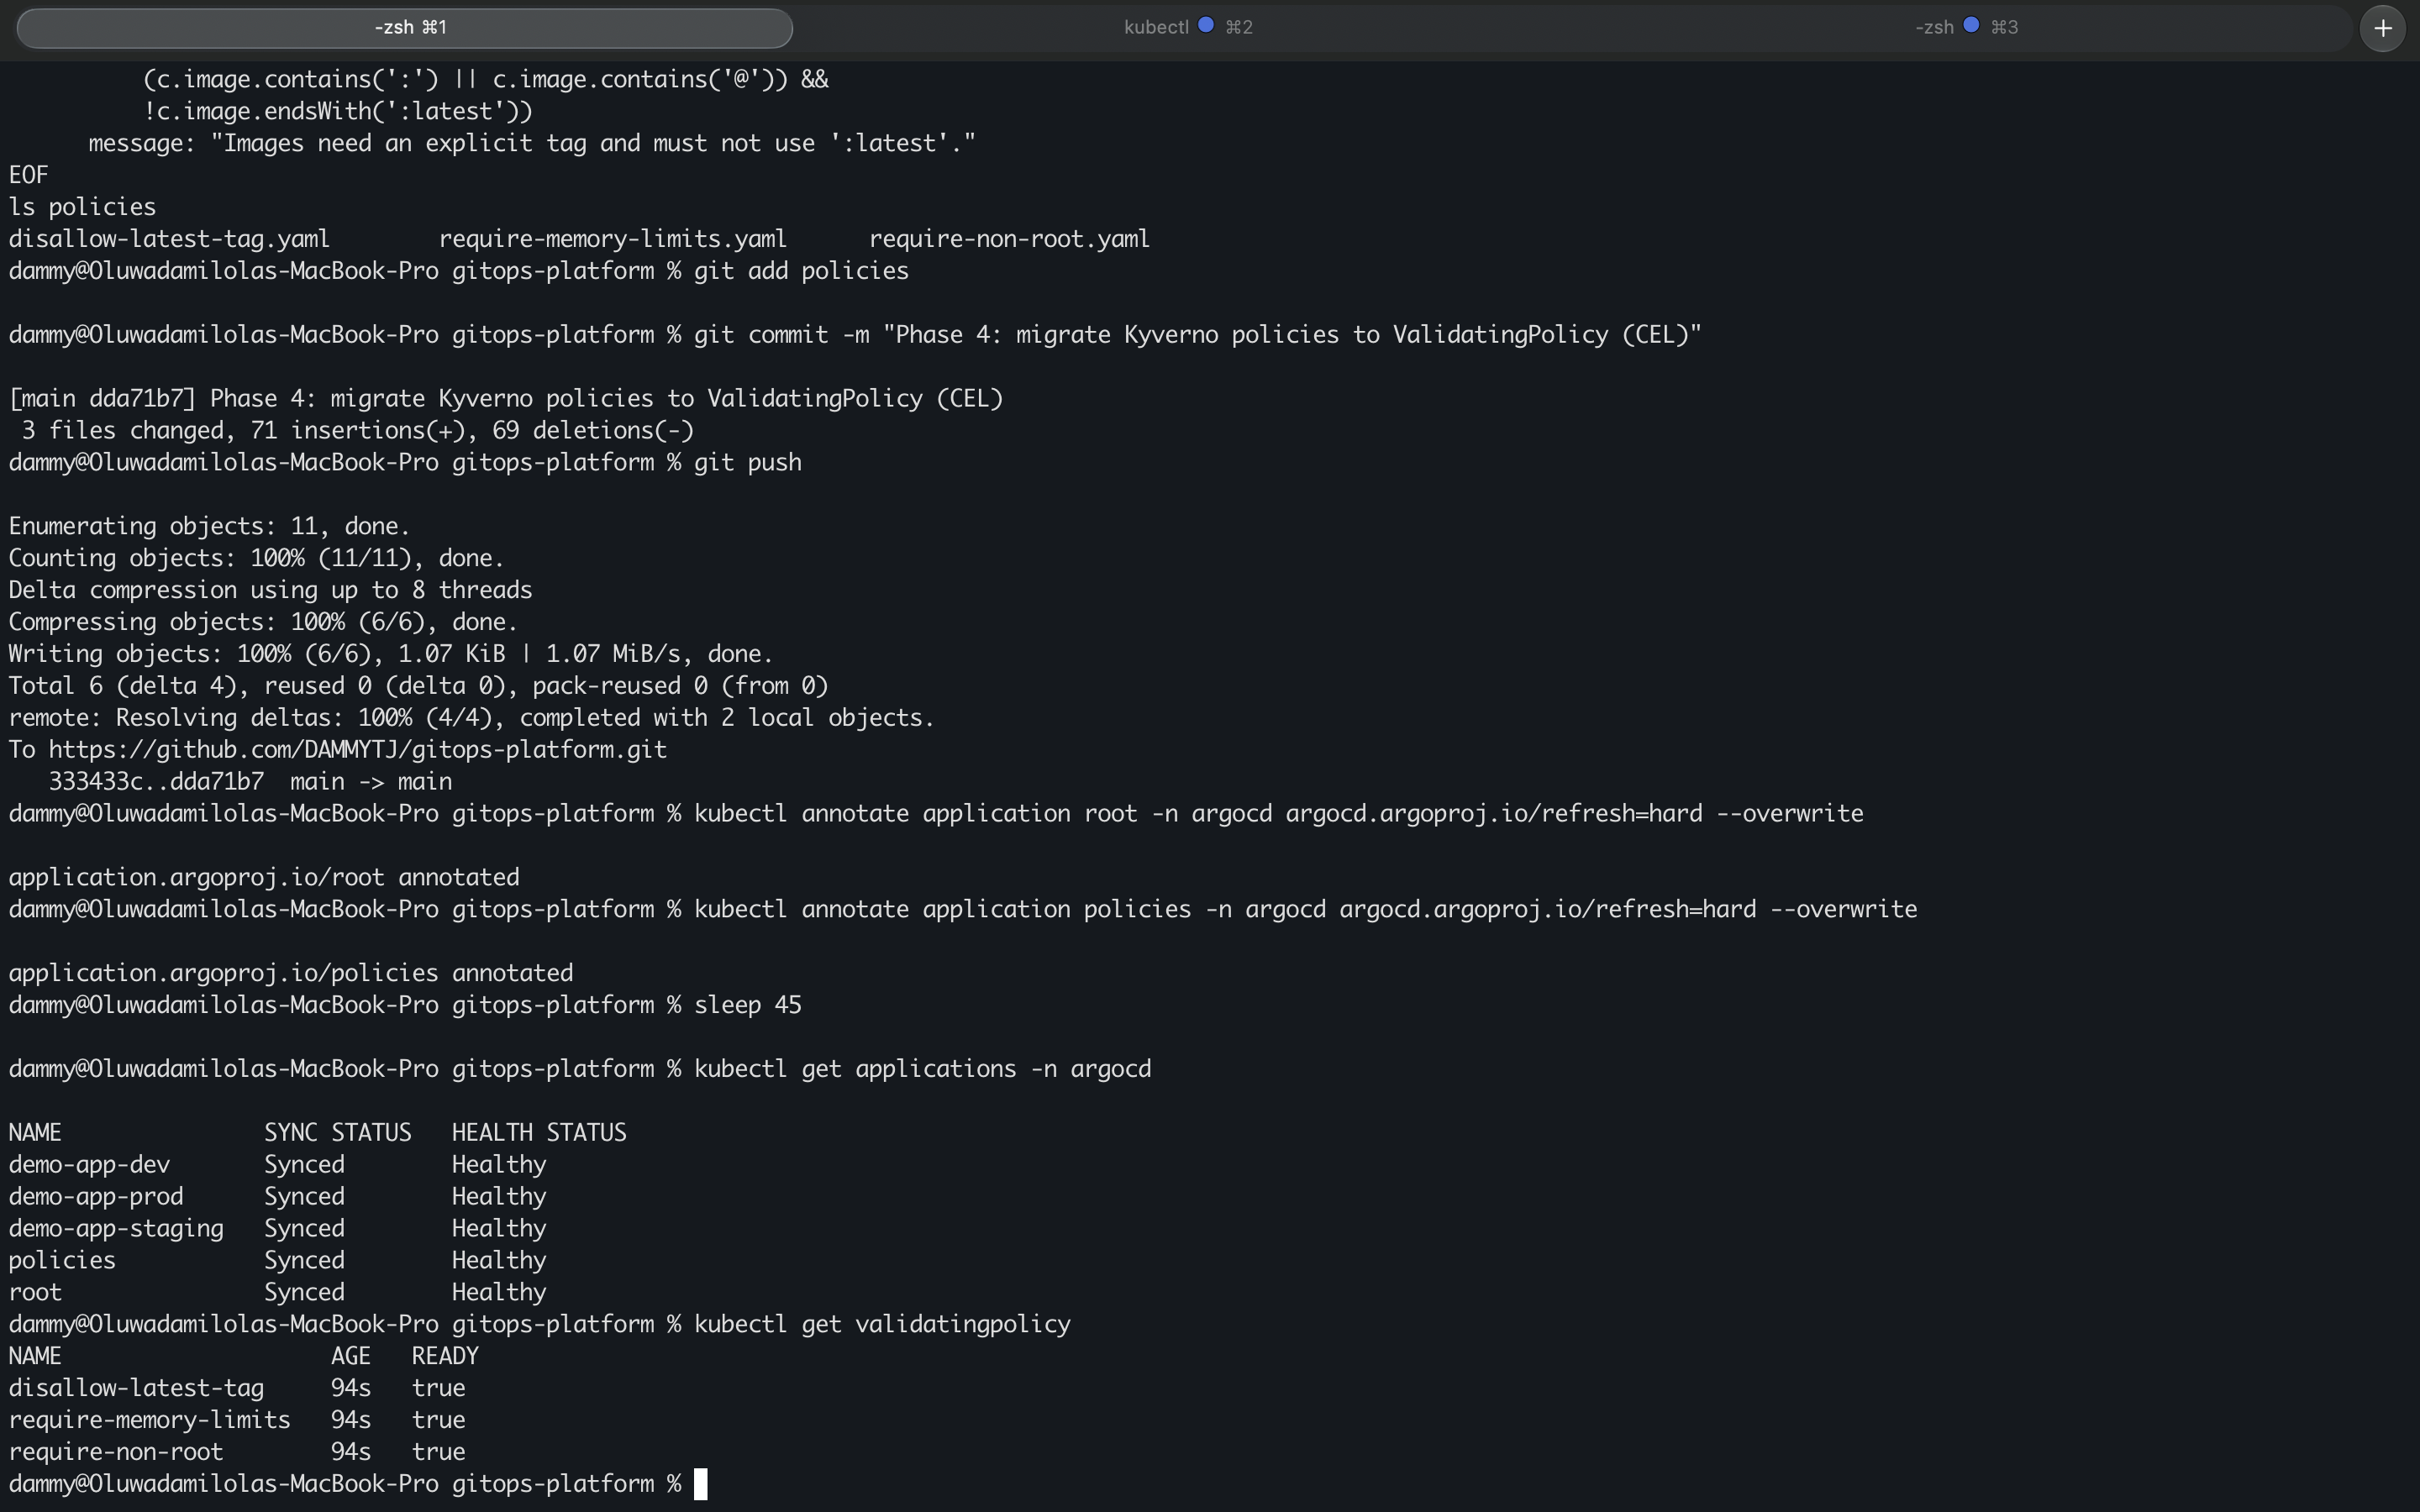 -zsh ⌘1
kubectl ⌘2
-zsh ⌘3
+
(c.image.contains(':') || c.image.contains('@')) &&
!c.image.endsWith(':latest'))
message: "Images need an explicit tag and must not use ':latest'."
EOF
ls policies
disallow-latest-tag.yaml require-memory-limits.yaml require-non-root.yaml
dammy@Oluwadamilolas-MacBook-Pro gitops-platform % git add policies
dammy@Oluwadamilolas-MacBook-Pro gitops-platform % git commit -m "Phase 4: migrate Kyverno policies to ValidatingPolicy (CEL)"
[main dda71b7] Phase 4: migrate Kyverno policies to ValidatingPolicy (CEL)
3 files changed, 71 insertions(+), 69 deletions(-)
dammy@Oluwadamilolas-MacBook-Pro gitops-platform % git push
Enumerating objects: 11, done.
Counting objects: 100% (11/11), done.
Delta compression using up to 8 threads
Compressing objects: 100% (6/6), done.
Writing objects: 100% (6/6), 1.07 KiB | 1.07 MiB/s, done.
Total 6 (delta 4), reused 0 (delta 0), pack-reused 0 (from 0)
remote: Resolving deltas: 100% (4/4), completed with 2 local objects.
To https://github.com/DAMMYTJ/gitops-platform.git
333433c..dda71b7 main -> main
dammy@Oluwadamilolas-MacBook-Pro gitops-platform % kubectl annotate application root -n argocd argocd.argoproj.io/refresh=hard --overwrite
application.argoproj.io/root annotated
dammy@Oluwadamilolas-MacBook-Pro gitops-platform % kubectl annotate application policies -n argocd argocd.argoproj.io/refresh=hard --overwrite
application.argoproj.io/policies annotated
dammy@Oluwadamilolas-MacBook-Pro gitops-platform % sleep 45
dammy@Oluwadamilolas-MacBook-Pro gitops-platform % kubectl get applications -n argocd
NAME SYNC STATUS HEALTH STATUS
demo-app-dev Synced Healthy
demo-app-prod Synced Healthy
demo-app-staging Synced Healthy
policies Synced Healthy
root Synced Healthy
dammy@Oluwadamilolas-MacBook-Pro gitops-platform % kubectl get validatingpolicy
NAME AGE READY
disallow-latest-tag 94s true
require-memory-limits 94s true
require-non-root 94s true
dammy@Oluwadamilolas-MacBook-Pro gitops-platform %